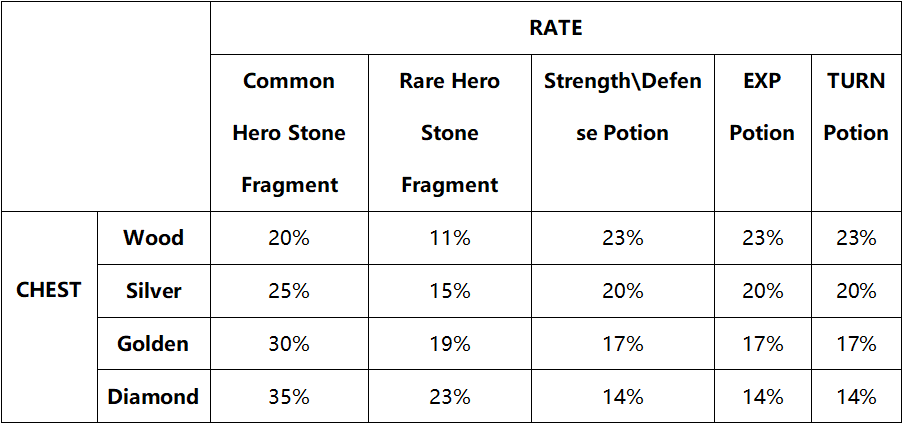 RATE
Common Hero Stone Fragment Rare Hero Stone Fragment Strength\Defense Potion EXP Potion TURN Potion
CHEST
Wood 20% 11% 23% 23% 23%
Silver 25% 15% 20% 20% 20%
Golden 30% 19% 17% 17% 17%
Diamond 35% 23% 14% 14% 14%